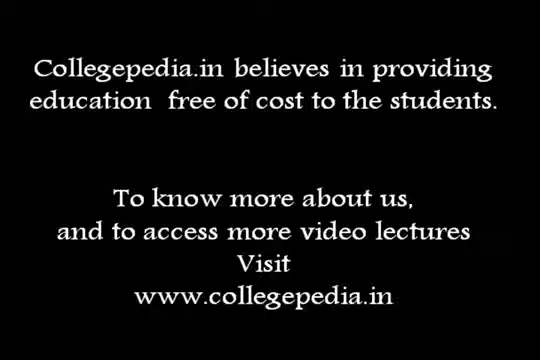 Collegepedia.in believes in providing
education free of cost to the students.
To know more about us,
and to access more video lectures
Visit
www.collegepedia.in